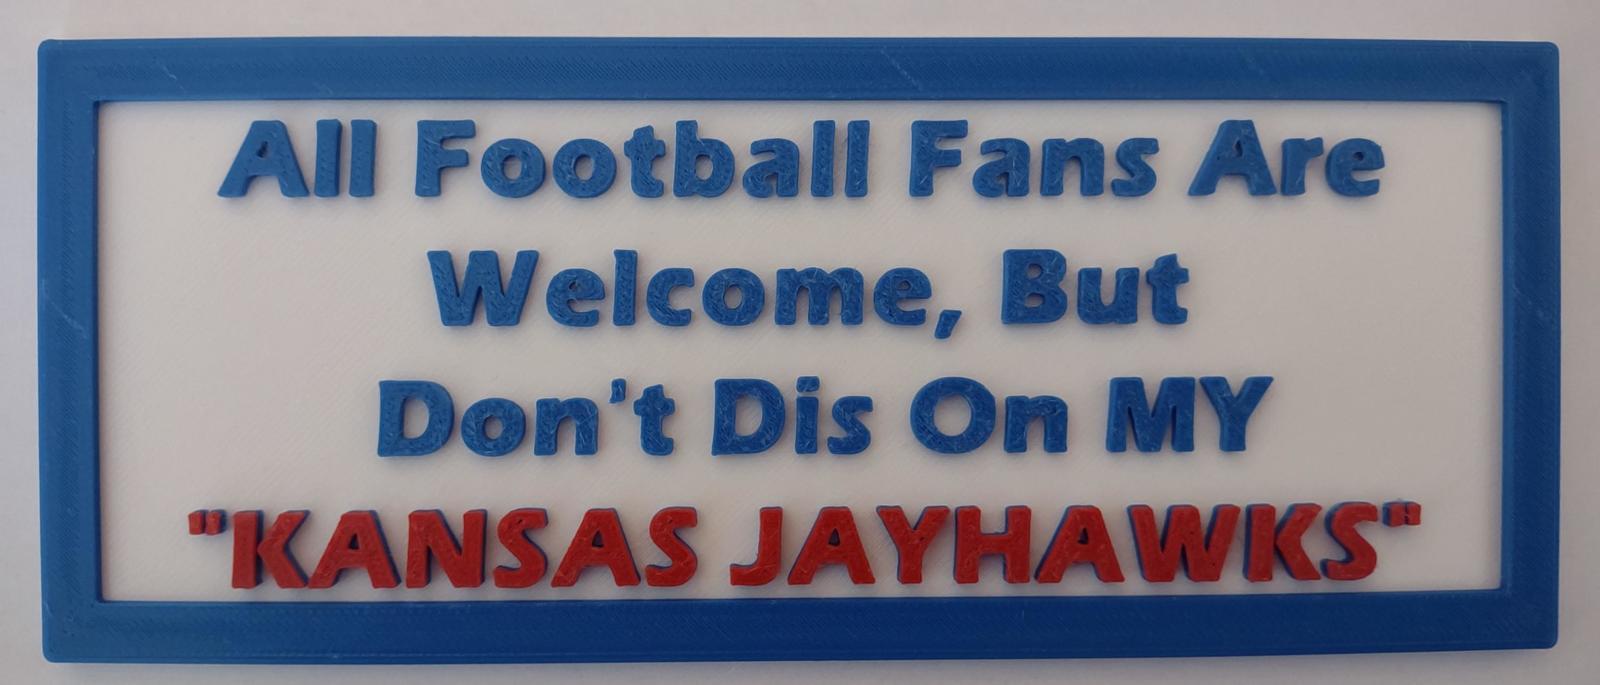 All Football Fans Are
Welcome, But
Don't Dis On MY
"KANSAS JAYHAWKS"